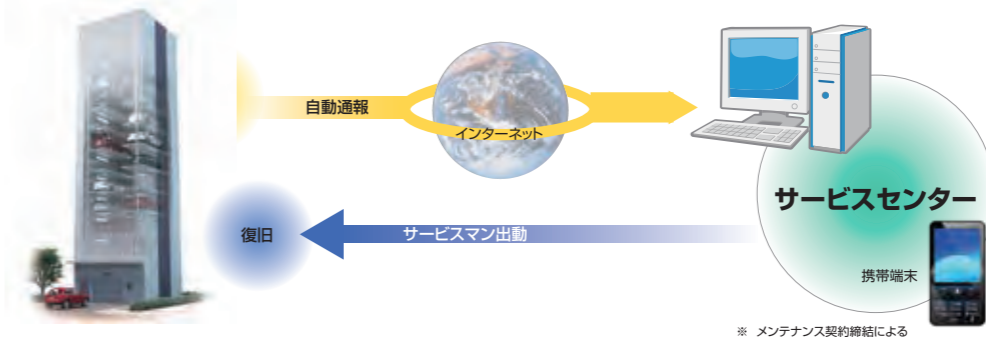 自動通報
インターネット
サービスセンター
復旧
サービスマン出動
携帯端末
※ メンテナンス契約締結による